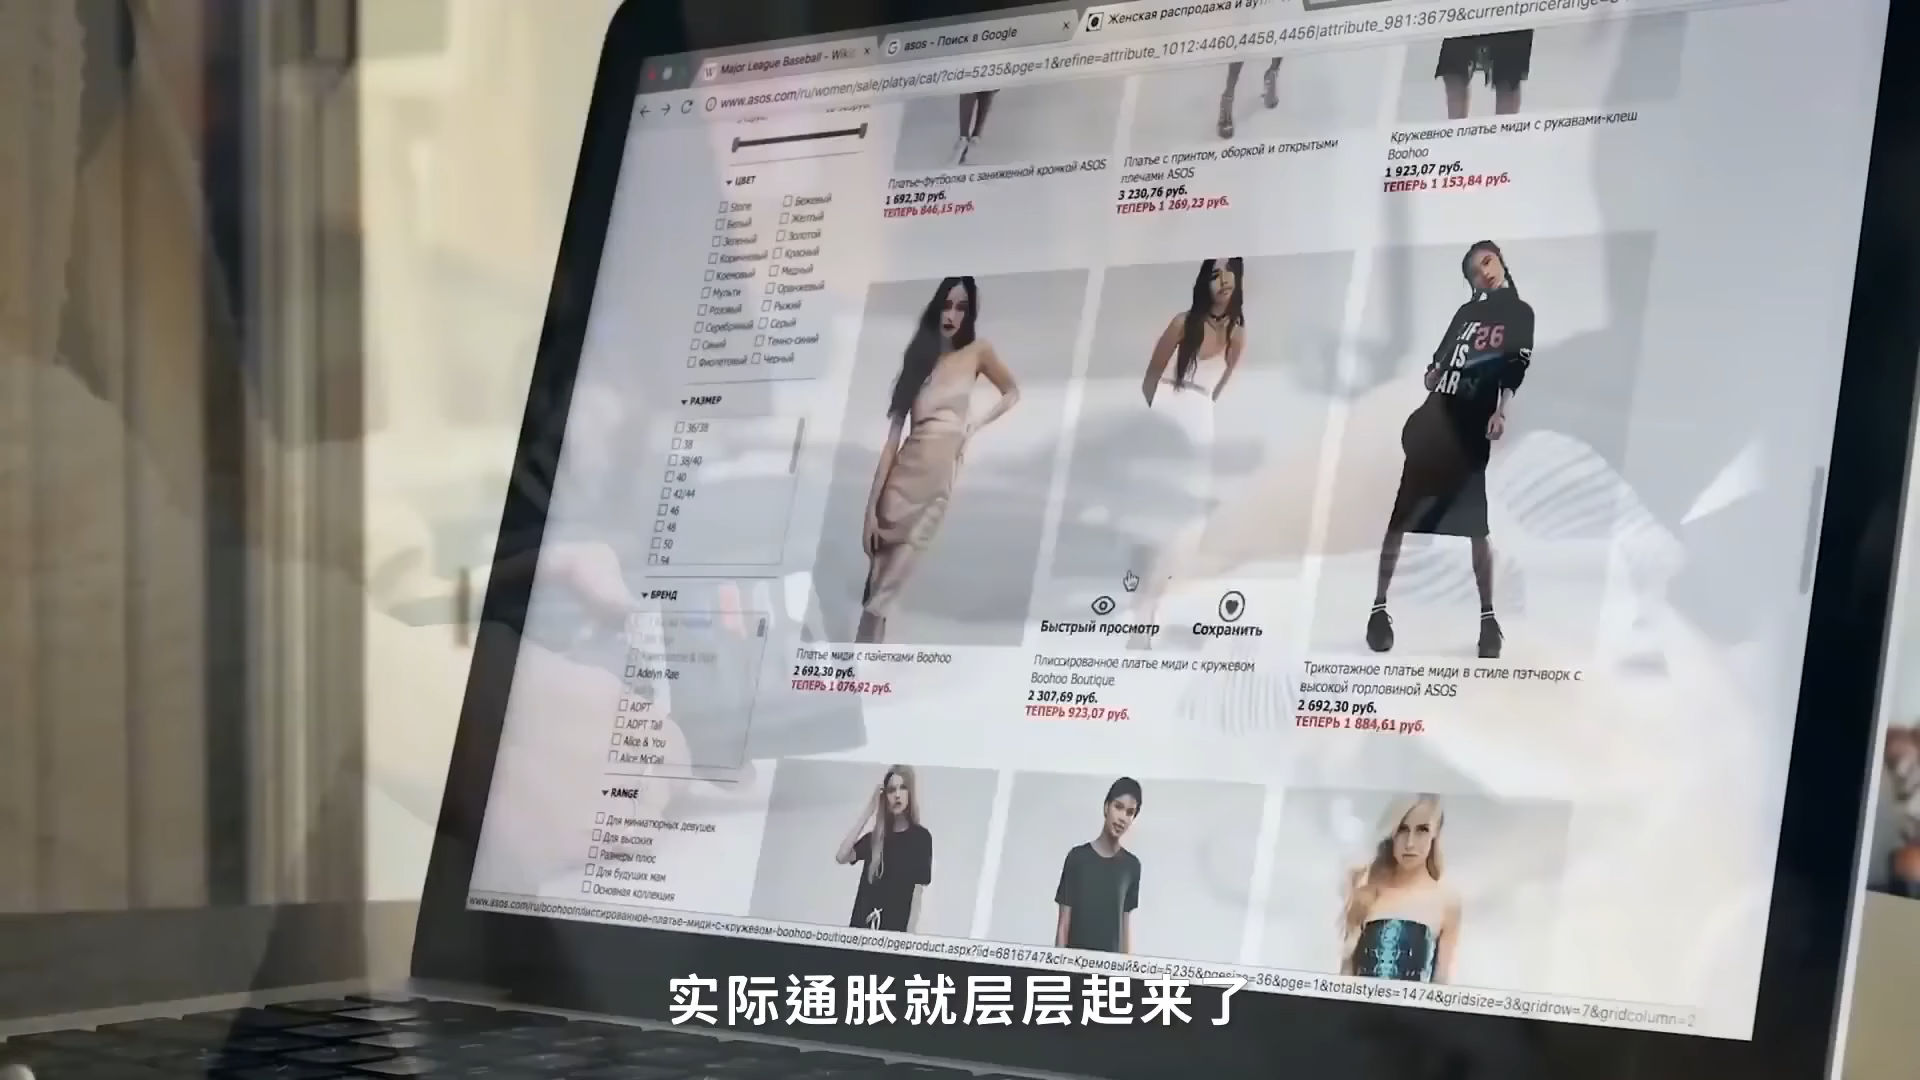 Major League Baseball - Wiki
asos - Поиск в Google
Женская распродажа и аут
www.asos.com/ru/women/sale/platya/cat/?cid=5235&pge=1&refine=attribute_1012:4460,4458,4456|attribute_981:3679&currentpricerange=
Платье-футболка с заниженной кромкой ASOS
1 692,30 руб.
ТЕПЕРЬ 846,15 руб.
Платье с принтом, оборкой и открытыми
плечами ASOS
3 230,76 руб.
ТЕПЕРЬ 1 269,23 руб.
Кружевное платье миди с рукавами-клеш
Boohoo
1 923,07 руб.
ТЕПЕРЬ 1 153,84 руб.
ЦВЕТ
Stone
Бежевый
Белый
Желтый
Зеленый
Золотой
Коричневый
Красный
Кремовый
Медный
Мульти
Оранжевый
Розовый
Рыжий
Серебряный
Серый
Синий
Темно-синий
Фиолетовый
Черный
РАЗМЕР
36/38
38
38/40
40
42/44
46
48
50
54
БРЕНД
Adelyn Rae
ADPT
ADPT Tall
Alice & You
Alice McCall
RANGE
Для миниатюрных девушек
Для высоких
Размеры плюс
Для будущих мам
Основная коллекция
IS
Быстрый просмотр
Сохранить
Платье миди с пайетками Boohoo
2 692,30 руб.
ТЕПЕРЬ 1 076,92 руб.
Плиссированное платье миди с кружевом
Boohoo Boutique
2 307,69 руб.
ТЕПЕРЬ 923,07 руб.
Трикотажное платье миди в стиле пэтчворк с
высокой горловиной ASOS
2 692,30 руб.
ТЕПЕРЬ 1 884,61 руб.
www.asos.com/ru/boohoo/плиссированное-платье-миди-с-кружевом-boohoo-boutique/prod/pgeproduct.aspx?iid=6816747&clr=Кремовый&cid=5235&pgesize=36&pge=1&totalstyles=1474&gridsize=3&gridrow=7&gridcolumn=2
实际通胀就层层起来了